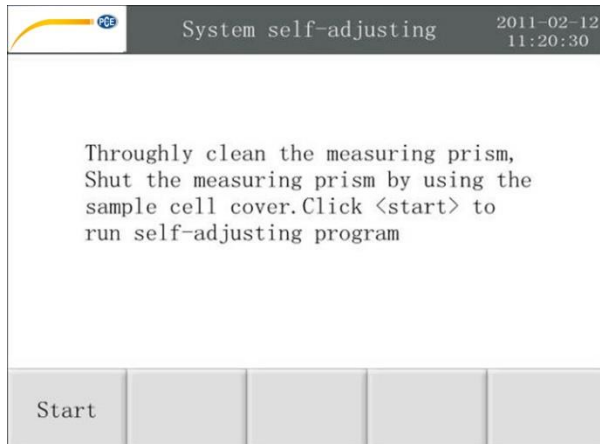 PCE
System self-adjusting
2011-02-12
11:20:30
Throughly clean the measuring prism,
Shut the measuring prism by using the
sample cell cover.Click <start> to
run self-adjusting program
Start